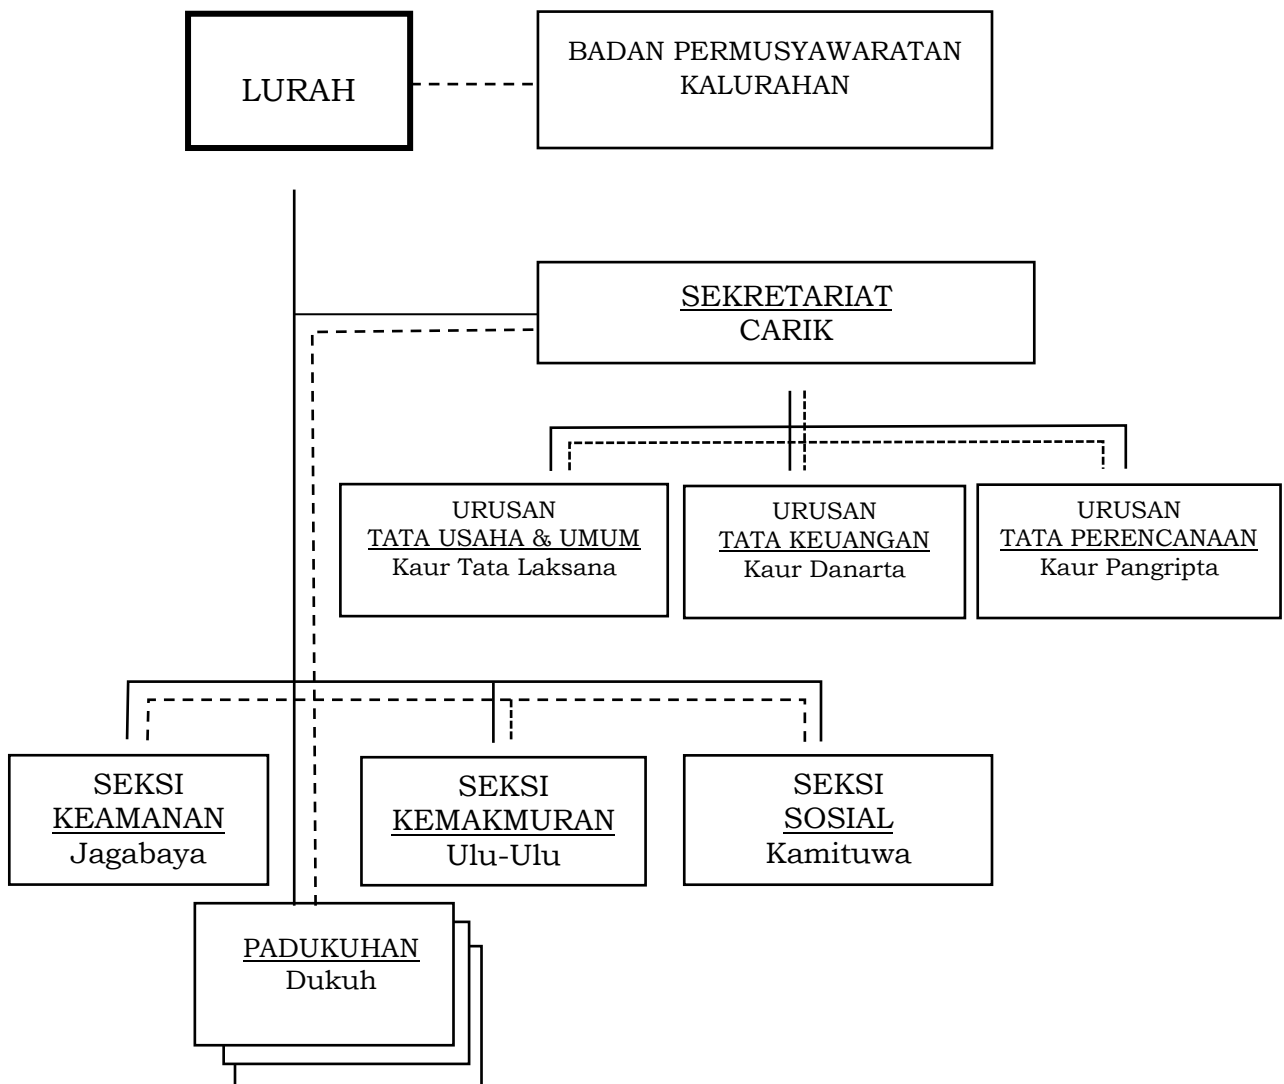 LURAH
BADAN PERMUSYAWARATAN
KALURAHAN
SEKRETARIAT
CARIK
URUSAN
TATA USAHA & UMUM
Kaur Tata Laksana
URUSAN
TATA KEUANGAN
Kaur Danarta
URUSAN
TATA PERENCANAAN
Kaur Pangripta
SEKSI
KEAMANAN
Jagabaya
SEKSI
KEMAKMURAN
Ulu-Ulu
SEKSI
SOSIAL
Kamituwa
PADUKUHAN
Dukuh